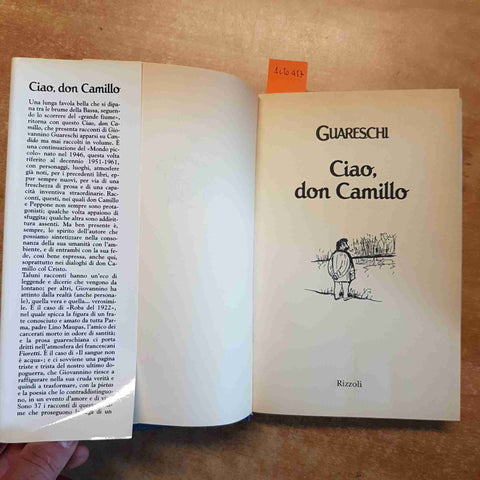 Ciao, don Camillo
Una lunga favola bella che si dipa-
na tra le brume della Bassa, seguen-
do lo scorrere del «grande fiume»,
ritorna con questo Ciao, don Ca-
millo, che presenta racconti di Gio-
vannino Guareschi apparsi su Can-
dido ma mai raccolti in volume. È
una continuazione del «Mondo pic-
colo» nato nel 1946, questa volta
riferito al decennio 1951-1961,
con personaggi, luoghi, atmosfere
già noti, per i precedenti libri, ep-
pur sempre nuovi, per via di una
freschezza di prosa e di una capa-
cità inventiva straordinarie. Rac-
conti, questi, nei quali don Camillo
e Peppone non sempre sono prota-
gonisti; qualche volta appaiono di
sfuggita; qualche altra sono addirit-
tura assenti. Ma ben presente è,
sempre, lo spirito dell'autore che
possiamo sintetizzare nella conso-
nanza della sua umanità con l'am-
biente, e di entrambi con la sua fe-
de, così bene espressa, anche qui,
soprattutto nei dialoghi di don Ca-
millo col Cristo.
Taluni racconti hanno un'eco di
leggende e dicerie che vengono da
lontano; per altri, Giovannino ha
attinto dalla realtà (anche persona-
le), quella vera e quella... verosimi-
le. È il caso di «Roba del 1922»,
nel quale spicca la figura di un fra-
te conosciuto e amato da tutta Par-
ma, padre Lino Maupas, l'amico dei
carcerati morto in odore di santità;
e la prosa guareschiana ci porta
dritti nell'atmosfera dei francescani
Fioretti. È il caso di «Il sangue non
è acqua»; e ci sovviene una pagina
triste e trista del nostro ultimo do-
poguerra, che Giovannino riesce a
raffigurare nella sua cruda verità e
quindi a trasformare, con la pietas
e la poesia che lo contraddistinguo-
no, in un evento d'amore e di
Sono 37 i racconti di
me che proseguono di un
GUARESCHI
Ciao,
don Camillo
Rizzoli